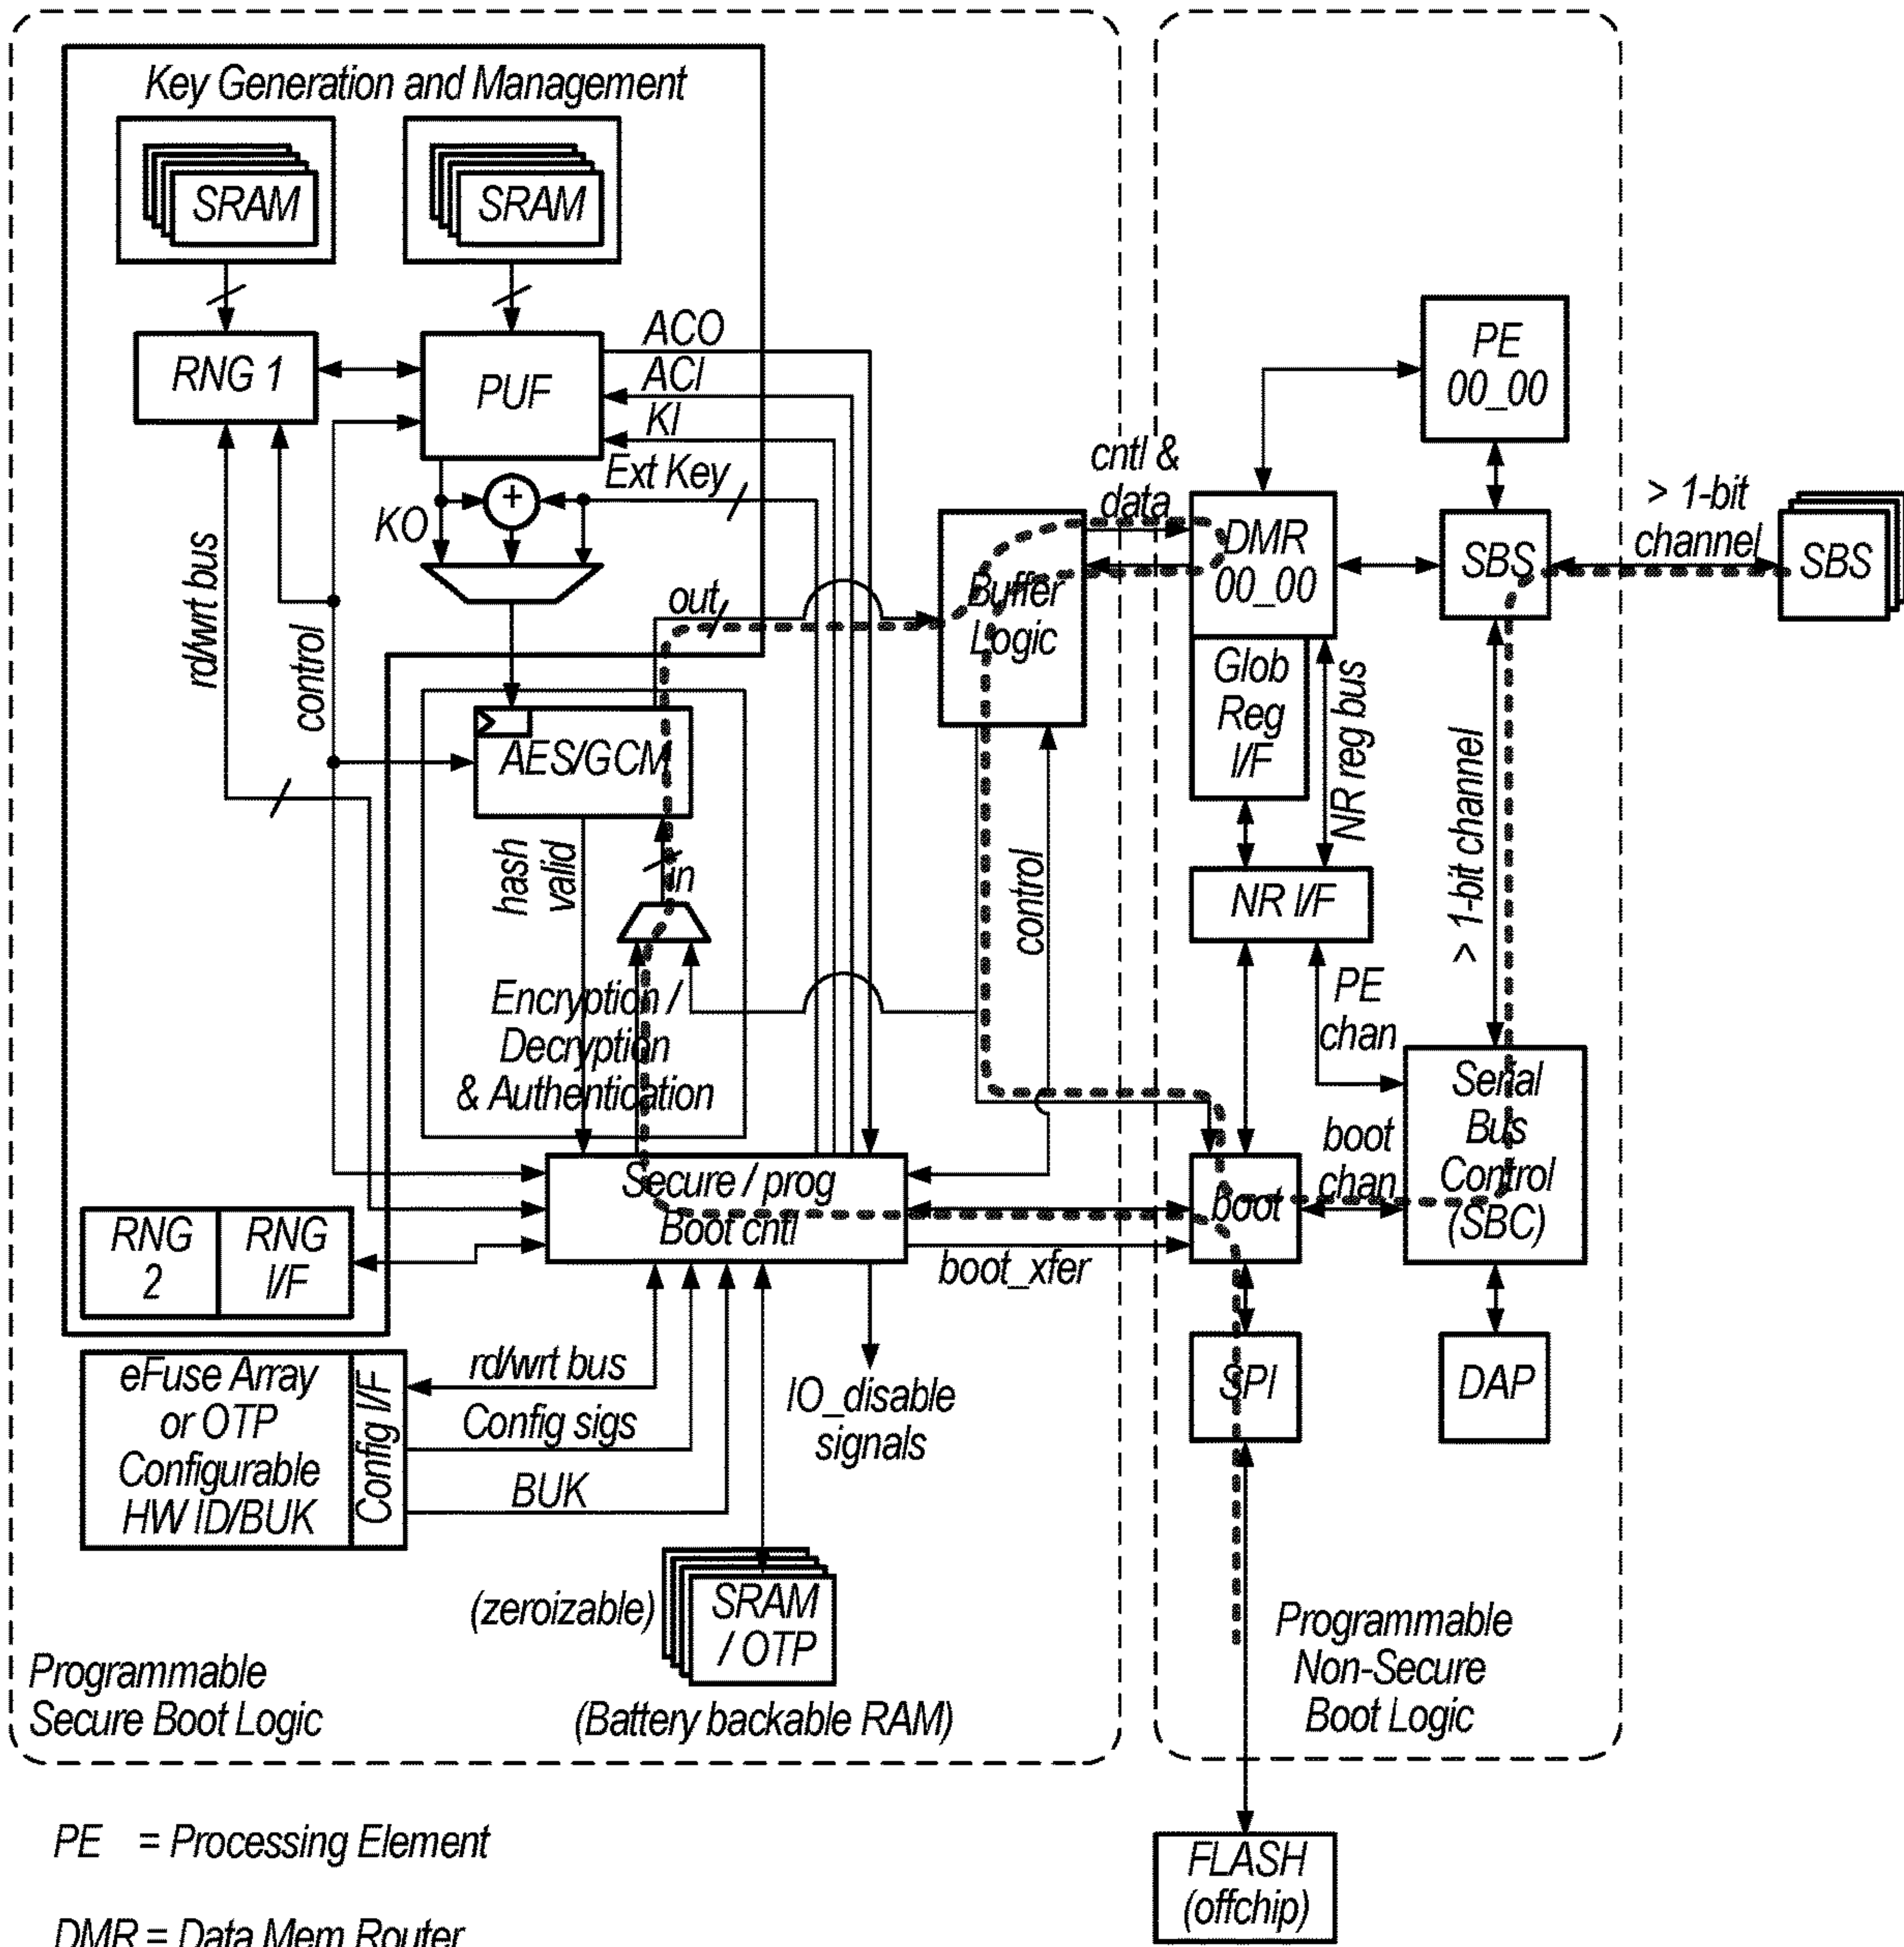 Key Generation and Management
SRAM
SRAM
RNG 1
PUF
ACO
ACI
KI
Ext Key
KO
+
rd/wrt bus
control
out
AES/GCM
hash
valid
in
Encryption /
Decryption
& Authentication
Buffer
Logic
control
cntl &
data
PE
00_00
DMR
00_00
SBS
> 1-bit
channel
SBS
Glob
Reg
I/F
NR reg bus
> 1-bit channel
NR I/F
PE
chan
Serial
Bus
Control
(SBC)
boot
chan
boot
Secure / prog
Boot cntl
boot_xfer
RNG
2
RNG
I/F
SPI
DAP
eFuse Array
or OTP
Configurable
HW ID/BUK
Config I/F
rd/wrt bus
Config sigs
BUK
IO_disable
signals
(zeroizable)
SRAM
/ OTP
(Battery backable RAM)
Programmable
Secure Boot Logic
Programmable
Non-Secure
Boot Logic
FLASH
(offchip)
PE = Processing Element
DMR = Data Mem Router